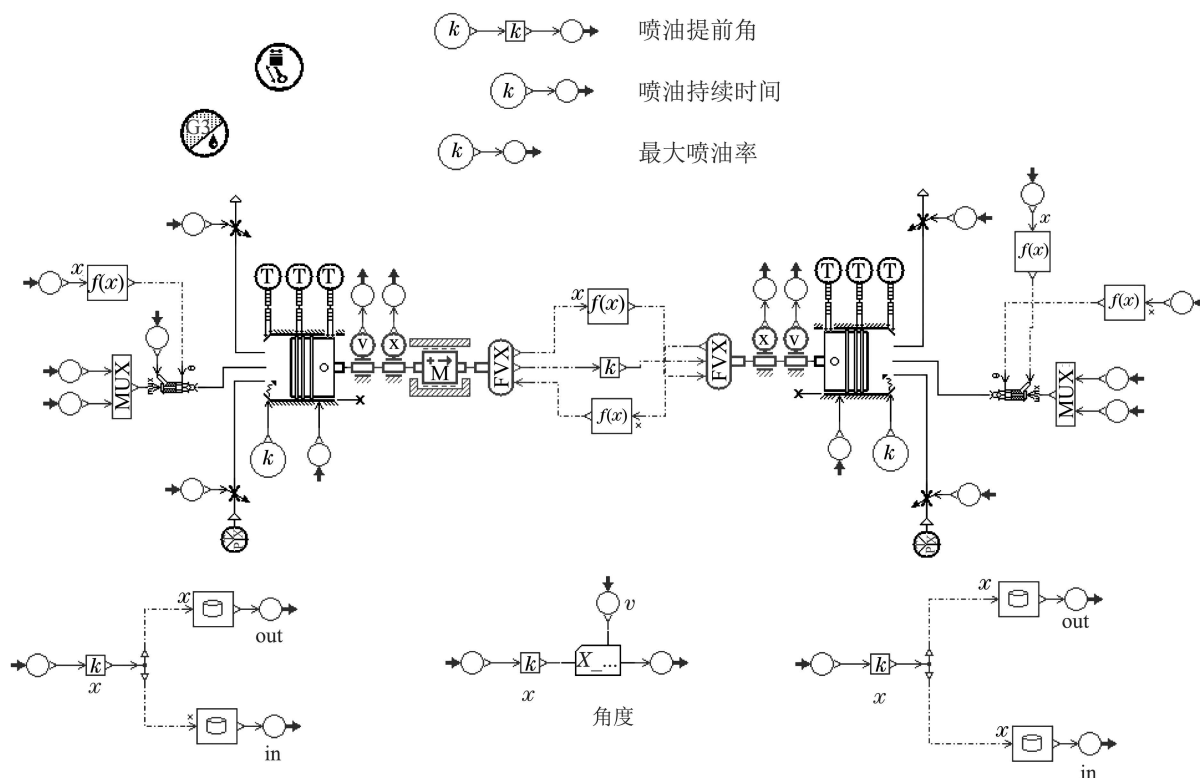 k k 喷油提前角
k 喷油持续时间
G3
k 最大喷油率
x
x f(x)
f(x)
T T T
T T T
x f(x)
f(x)
x
v x
x v
M
FVX
k
FVX
MUX
MUX
f(x)
x
k
k
x
out
k
x
x
in
v
k
X_...
x
角度
x
out
k
x
x
in